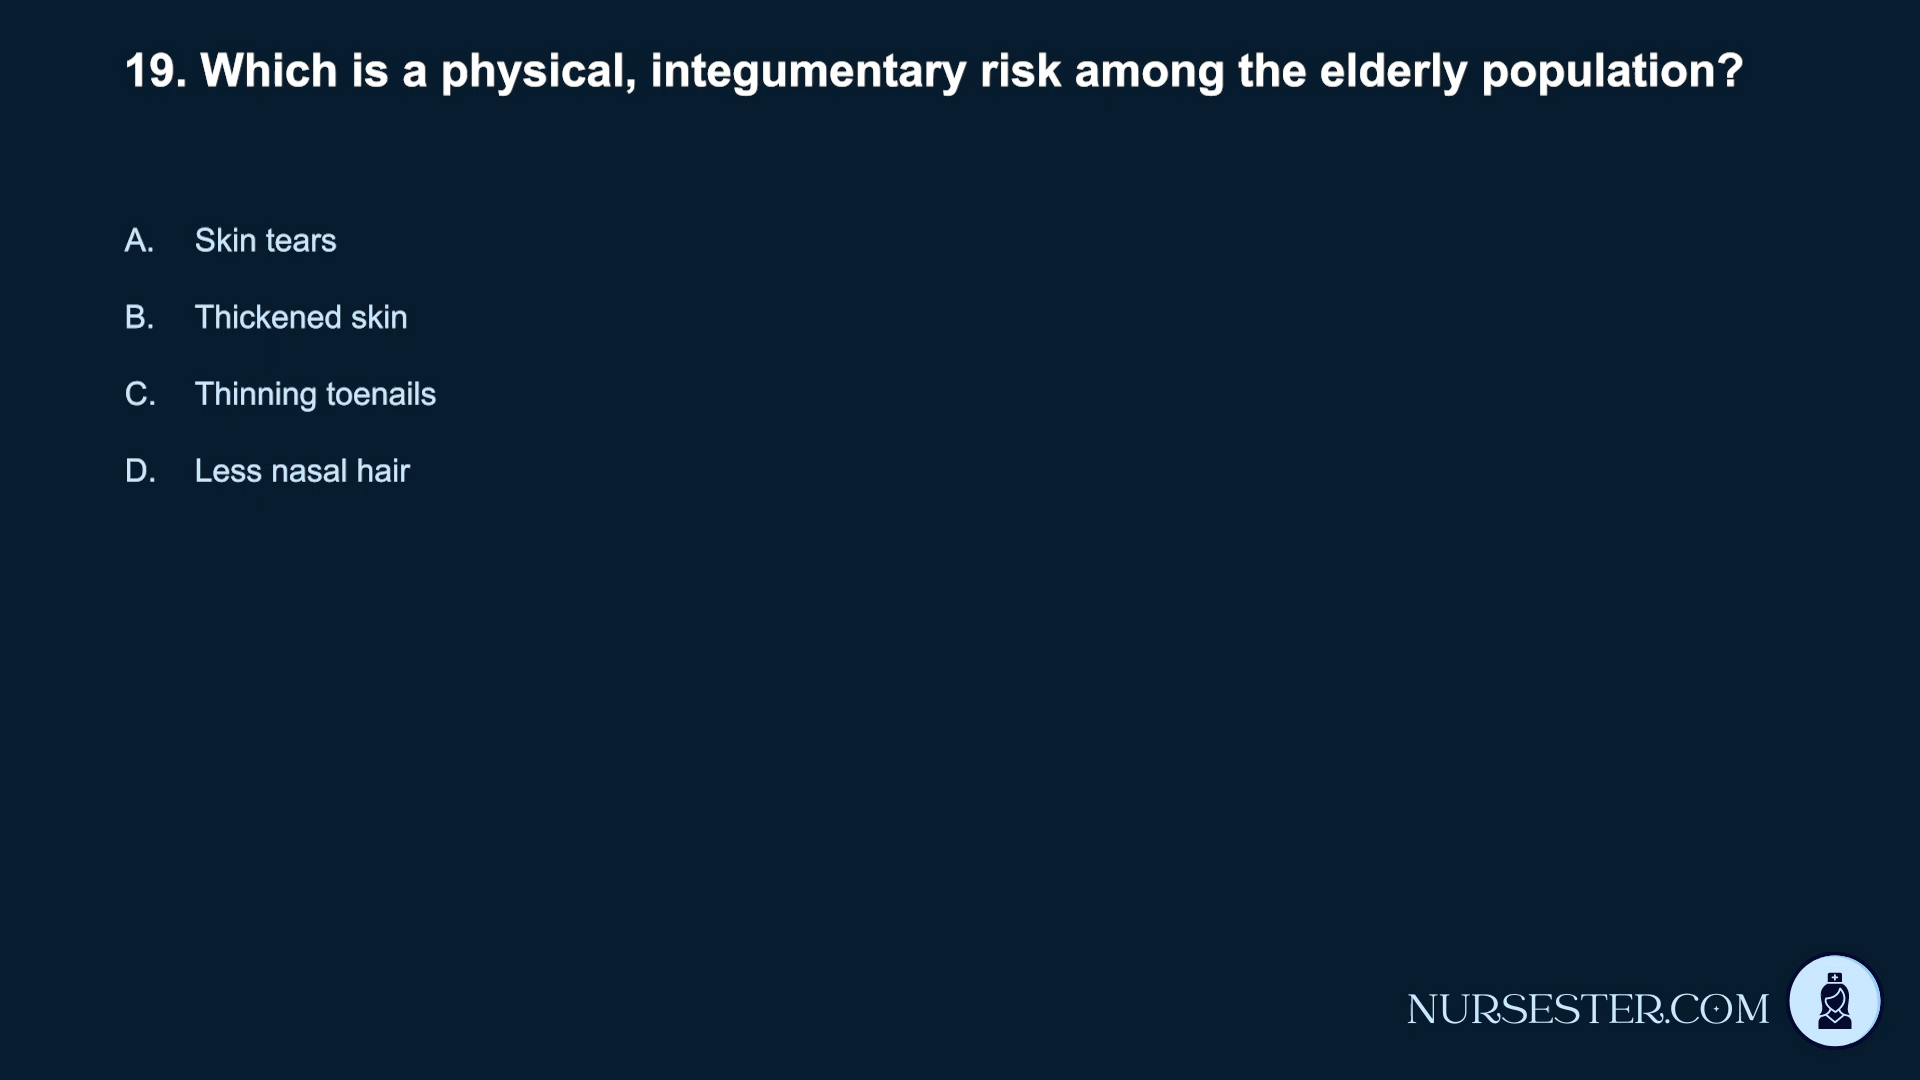 19. Which is a physical, integumentary risk among the elderly population?
A. Skin tears
B. Thickened skin
C. Thinning toenails
D. Less nasal hair
NURSESTER.COM